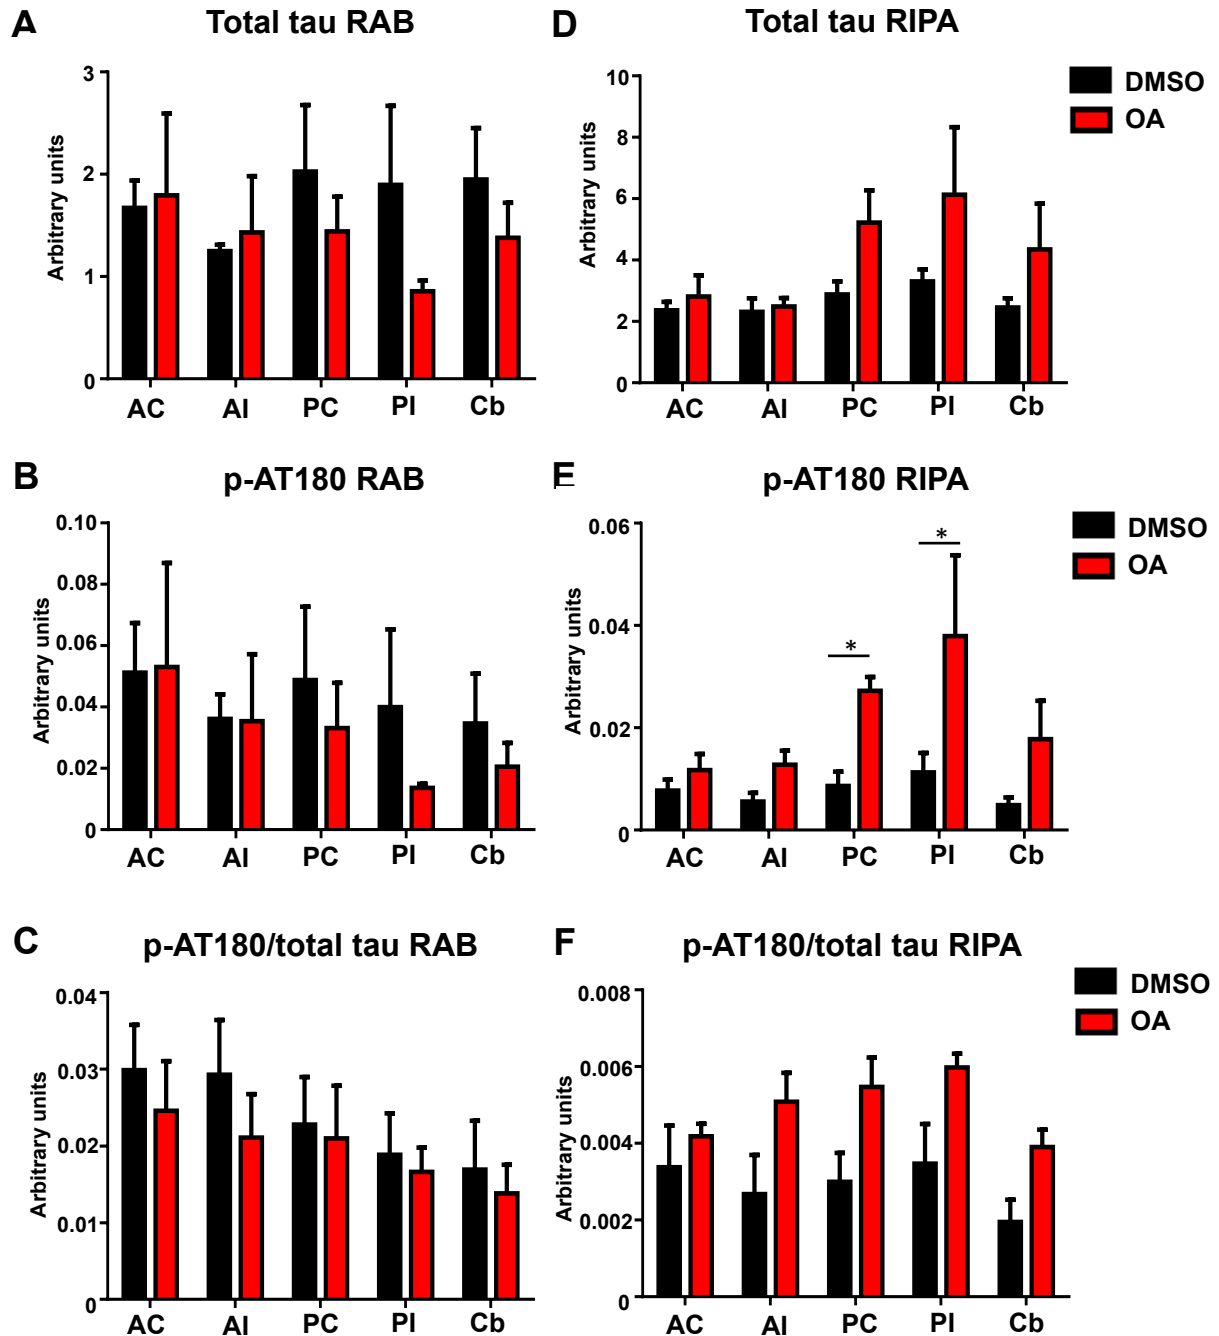 A Total tau RAB
3
2
1
0
Arbitrary units
AC AI PC PI Cb
D Total tau RIPA
10
8
6
4
2
0
Arbitrary units
AC AI PC PI Cb
DMSO
OA
B p-AT180 RAB
0.10
0.08
0.06
0.04
0.02
0
Arbitrary units
AC AI PC PI Cb
E p-AT180 RIPA
0.06
0.04
0.02
0
Arbitrary units
* *
AC AI PC PI Cb
DMSO
OA
C p-AT180/total tau RAB
0.04
0.03
0.02
0.01
0
Arbitrary units
AC AI PC PI Cb
F p-AT180/total tau RIPA
0.008
0.006
0.004
0.002
0
Arbitrary units
AC AI PC PI Cb
DMSO
OA